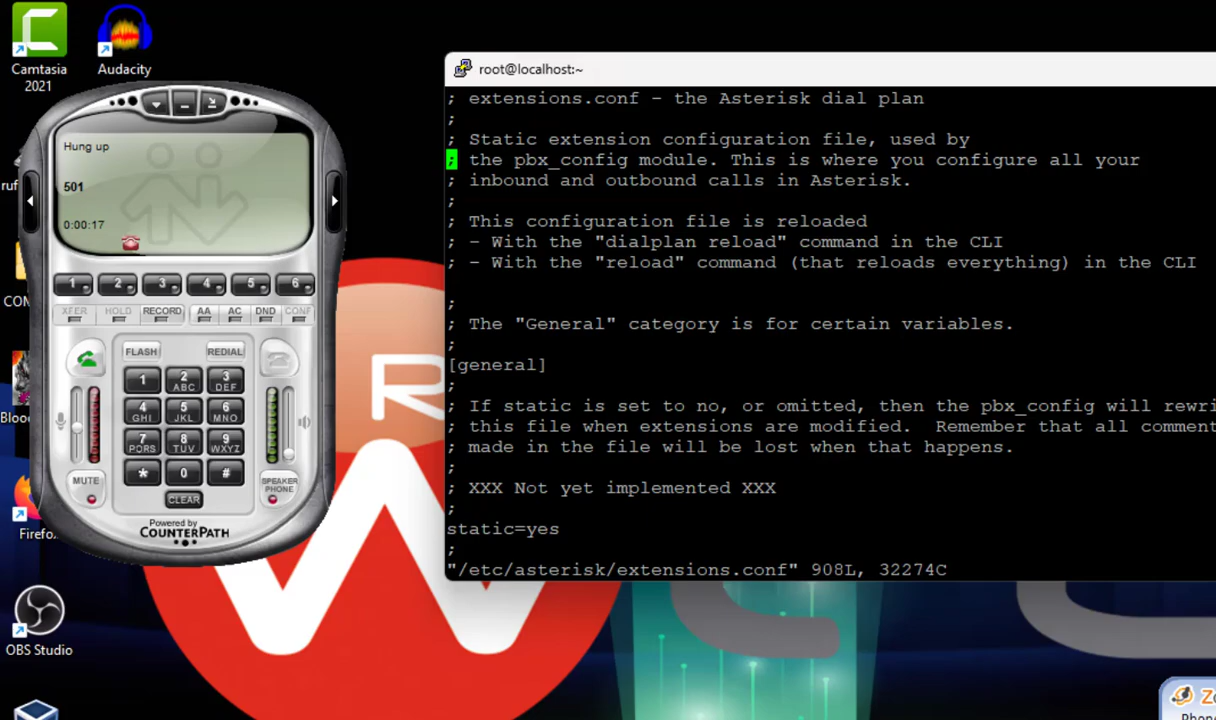 Camtasia
2021
Audacity
ruf
CON
Bloo
Firefo
OBS Studio
Hung up
501
0:00:17
1
2
3
4
5
6
XFER
HOLD
RECORD
AA
AC
DND
CONF
FLASH
REDIAL
1
2
ABC
3
DEF
4
GHI
5
JKL
6
MNO
7
PQRS
8
TUV
9
WXYZ
*
0
#
MUTE
CLEAR
SPEAKER
PHONE
Powered by
COUNTERPATH
R
root@localhost:~
; extensions.conf - the Asterisk dial plan
;
; Static extension configuration file, used by
; the pbx_config module. This is where you configure all your
; inbound and outbound calls in Asterisk.
;
; This configuration file is reloaded
; - With the "dialplan reload" command in the CLI
; - With the "reload" command (that reloads everything) in the CLI
;
; The "General" category is for certain variables.
;
[general]
;
; If static is set to no, or omitted, then the pbx_config will rewri
; this file when extensions are modified.  Remember that all comment
; made in the file will be lost when that happens.
;
; XXX Not yet implemented XXX
;
static=yes
;
"/etc/asterisk/extensions.conf" 908L, 32274C
Zo